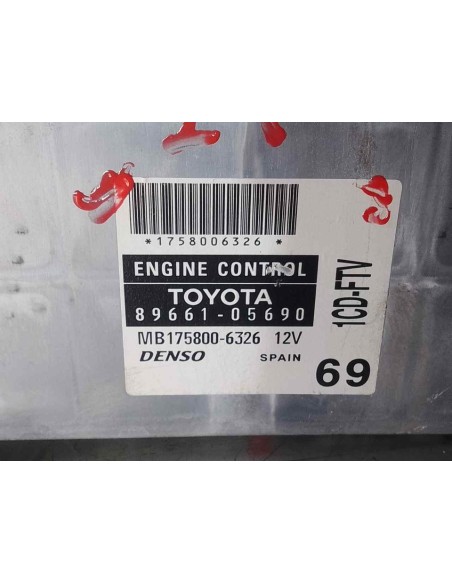 *1758006326*
ENGINE CONTROL
TOYOTA
89661-05690
MB175800-6326 12V
DENSO SPAIN
1CD-FTV
69